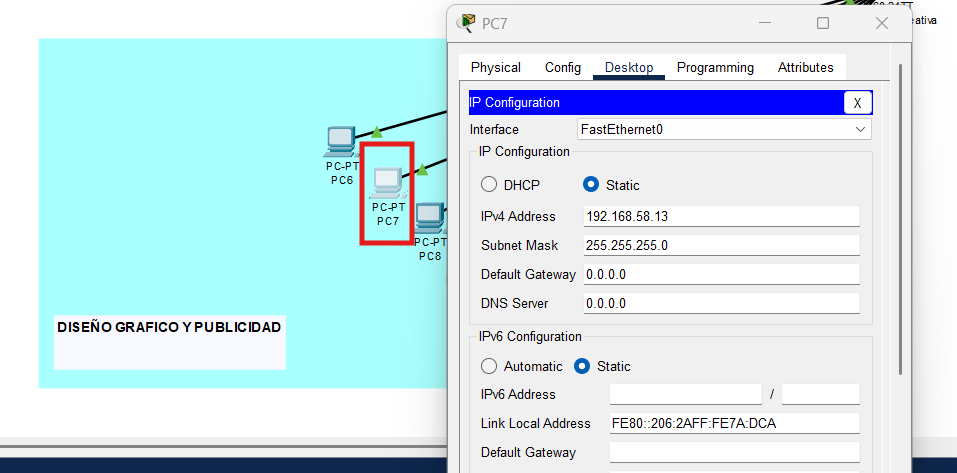 PC7
Physical Config Desktop Programming Attributes
IP Configuration X
Interface FastEthernet0
IP Configuration
DHCP Static
IPv4 Address 192.168.58.13
Subnet Mask 255.255.255.0
Default Gateway 0.0.0.0
DNS Server 0.0.0.0
IPv6 Configuration
Automatic Static
IPv6 Address /
Link Local Address FE80::206:2AFF:FE7A:DCA
Default Gateway
PC-PT
PC6
PC-PT
PC7
PC-PT
PC8
DISEÑO GRAFICO Y PUBLICIDAD